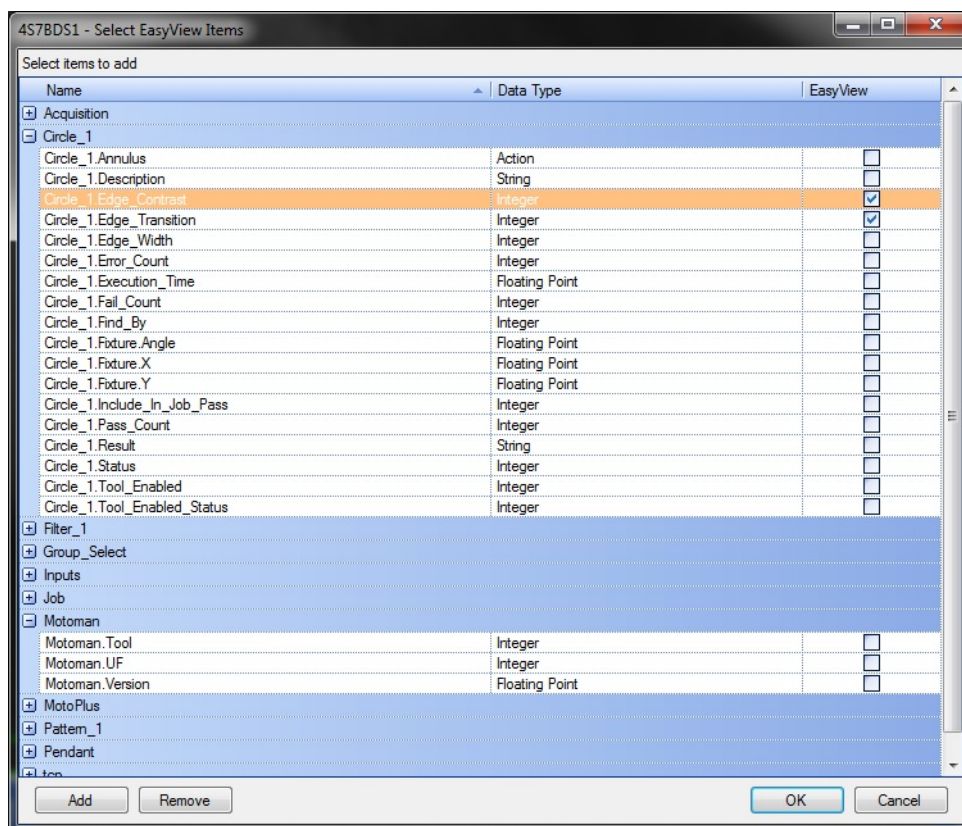 4S7BDS1 - Select EasyView Items
Select items to add
Name Data Type EasyView
Acquisition
Circle_1
Circle_1.Annulus Action
Circle_1.Description String
Circle_1.Edge_Contrast Integer
Circle_1.Edge_Transition Integer
Circle_1.Edge_Width Integer
Circle_1.Error_Count Integer
Circle_1.Execution_Time Floating Point
Circle_1.Fail_Count Integer
Circle_1.Find_By Integer
Circle_1.Fixture.Angle Floating Point
Circle_1.Fixture.X Floating Point
Circle_1.Fixture.Y Floating Point
Circle_1.Include_In_Job_Pass Integer
Circle_1.Pass_Count Integer
Circle_1.Result String
Circle_1.Status Integer
Circle_1.Tool_Enabled Integer
Circle_1.Tool_Enabled_Status Integer
Filter_1
Group_Select
Inputs
Job
Motoman
Motoman.Tool Integer
Motoman.UF Integer
Motoman.Version Floating Point
MotoPlus
Pattern_1
Pendant
tcp
Add Remove OK Cancel